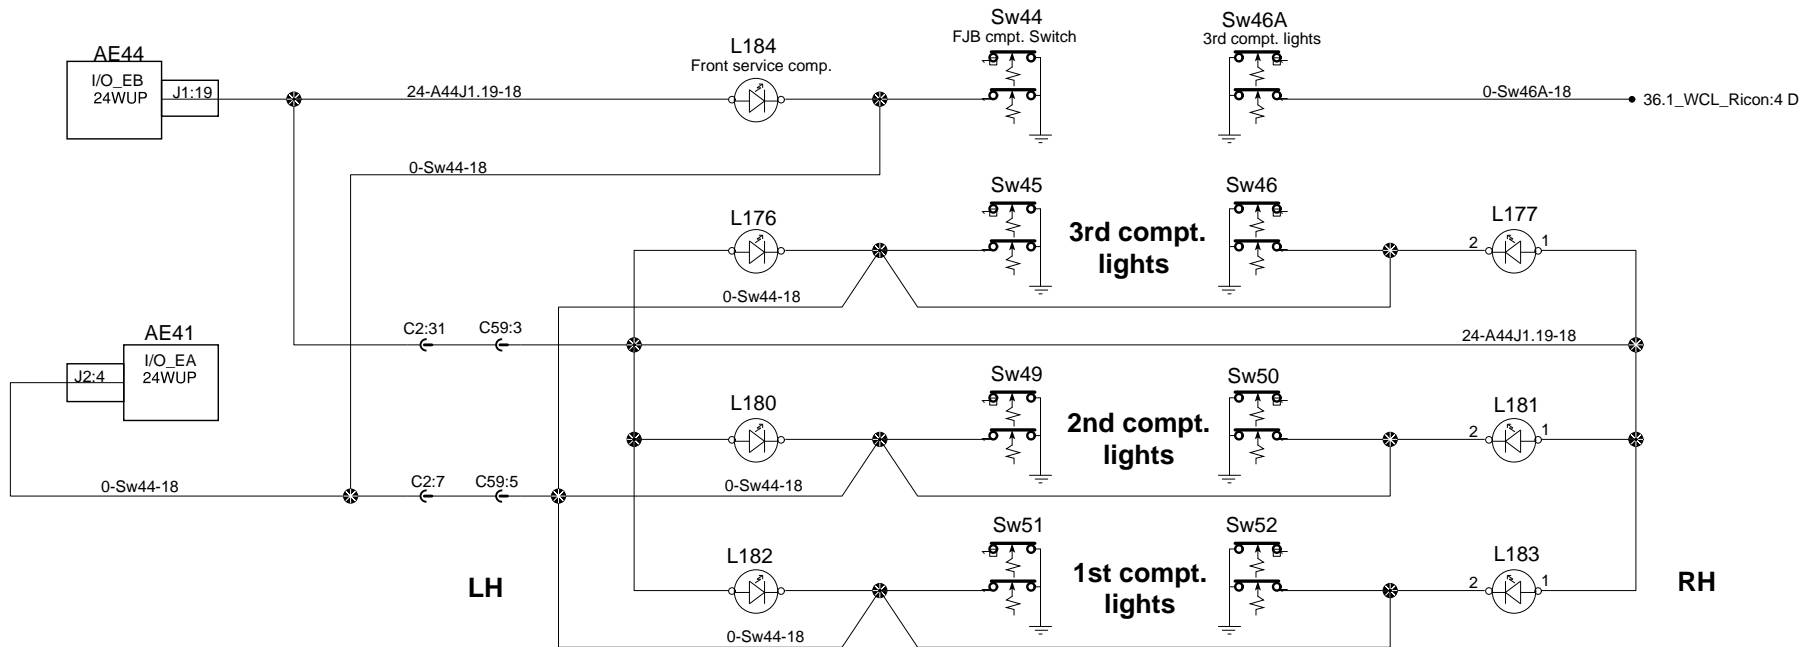 Sw44
FJB cmpt. Switch
Sw46A
3rd compt. lights
AE44
I/O_EB
24WUP
J1:19
24-A44J1.19-18
L184
Front service comp.
0-Sw46A-18
36.1_WCL_Ricon:4 D
0-Sw44-18
Sw45
Sw46
L176
3rd compt.
lights
L177
2
1
0-Sw44-18
AE41
I/O_EA
24WUP
J2:4
C2:31
C59:3
24-A44J1.19-18
Sw49
Sw50
L180
2nd compt.
lights
L181
2
1
0-Sw44-18
C2:7
C59:5
0-Sw44-18
Sw51
Sw52
L182
1st compt.
lights
L183
2
1
LH
RH
0-Sw44-18